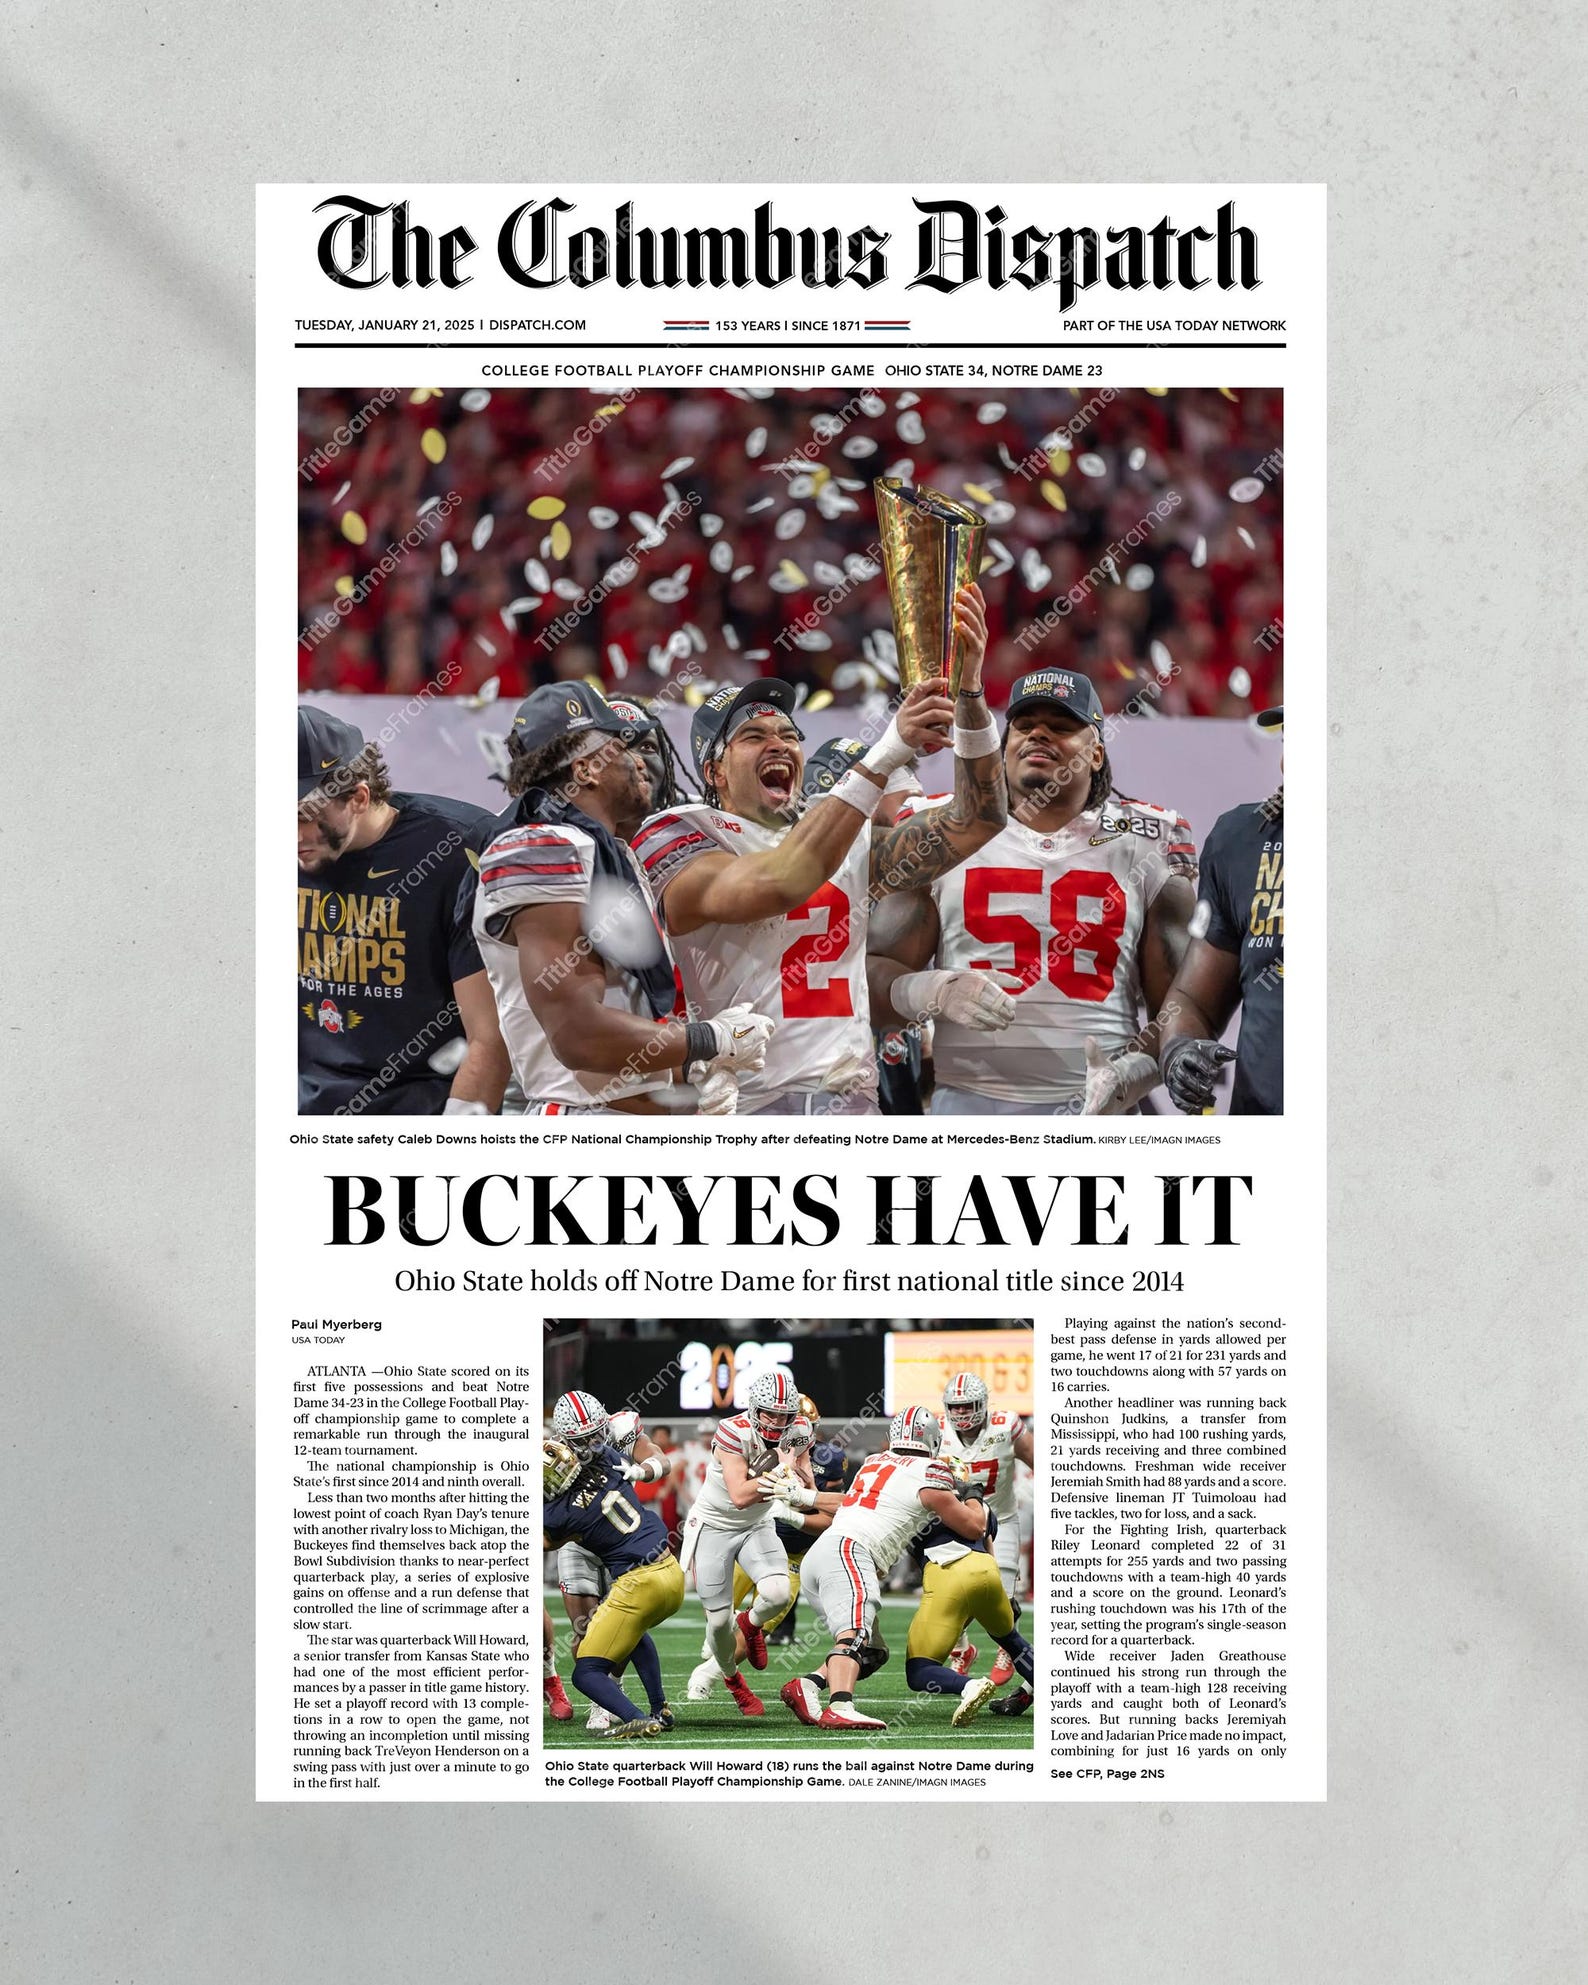 The Columbus Dispatch
TUESDAY, JANUARY 21, 2025 | DISPATCH.COM
153 YEARS | SINCE 1871
PART OF THE USA TODAY NETWORK
COLLEGE FOOTBALL PLAYOFF CHAMPIONSHIP GAME OHIO STATE 34, NOTRE DAME 23
TitleGameFrames
NATIONAL
CHAMPS
B1G
2025
2
58
TIONAL
AMPS
FOR THE AGES
Ohio State safety Caleb Downs hoists the CFP National Championship Trophy after defeating Notre Dame at Mercedes-Benz Stadium. KIRBY LEE/IMAGN IMAGES
BUCKEYES HAVE IT
Ohio State holds off Notre Dame for first national title since 2014
Paul Myerberg
USA TODAY
ATLANTA —Ohio State scored on its
first five possessions and beat Notre
Dame 34-23 in the College Football Play-
off championship game to complete a
remarkable run through the inaugural
12-team tournament.
The national championship is Ohio
State's first since 2014 and ninth overall.
Less than two months after hitting the
lowest point of coach Ryan Day's tenure
with another rivalry loss to Michigan, the
Buckeyes find themselves back atop the
Bowl Subdivision thanks to near-perfect
quarterback play, a series of explosive
gains on offense and a run defense that
controlled the line of scrimmage after a
slow start.
The star was quarterback Will Howard,
a senior transfer from Kansas State who
had one of the most efficient perfor-
mances by a passer in title game history.
He set a playoff record with 13 comple-
tions in a row to open the game, not
throwing an incompletion until missing
running back TreVeyon Henderson on a
swing pass with just over a minute to go
in the first half.
2025
0
51
Ohio State quarterback Will Howard (18) runs the ball against Notre Dame during
the College Football Playoff Championship Game. DALE ZANINE/IMAGN IMAGES
Playing against the nation's second-
best pass defense in yards allowed per
game, he went 17 of 21 for 231 yards and
two touchdowns along with 57 yards on
16 carries.
Another headliner was running back
Quinshon Judkins, a transfer from
Mississippi, who had 100 rushing yards,
21 yards receiving and three combined
touchdowns. Freshman wide receiver
Jeremiah Smith had 88 yards and a score.
Defensive lineman JT Tuimoloau had
five tackles, two for loss, and a sack.
For the Fighting Irish, quarterback
Riley Leonard completed 22 of 31
attempts for 255 yards and two passing
touchdowns with a team-high 40 yards
and a score on the ground. Leonard's
rushing touchdown was his 17th of the
year, setting the program's single-season
record for a quarterback.
Wide receiver Jaden Greathouse
continued his strong run through the
playoff with a team-high 128 receiving
yards and caught both of Leonard's
scores. But running backs Jeremiyah
Love and Jadarian Price made no impact,
combining for just 16 yards on only
See CFP, Page 2NS